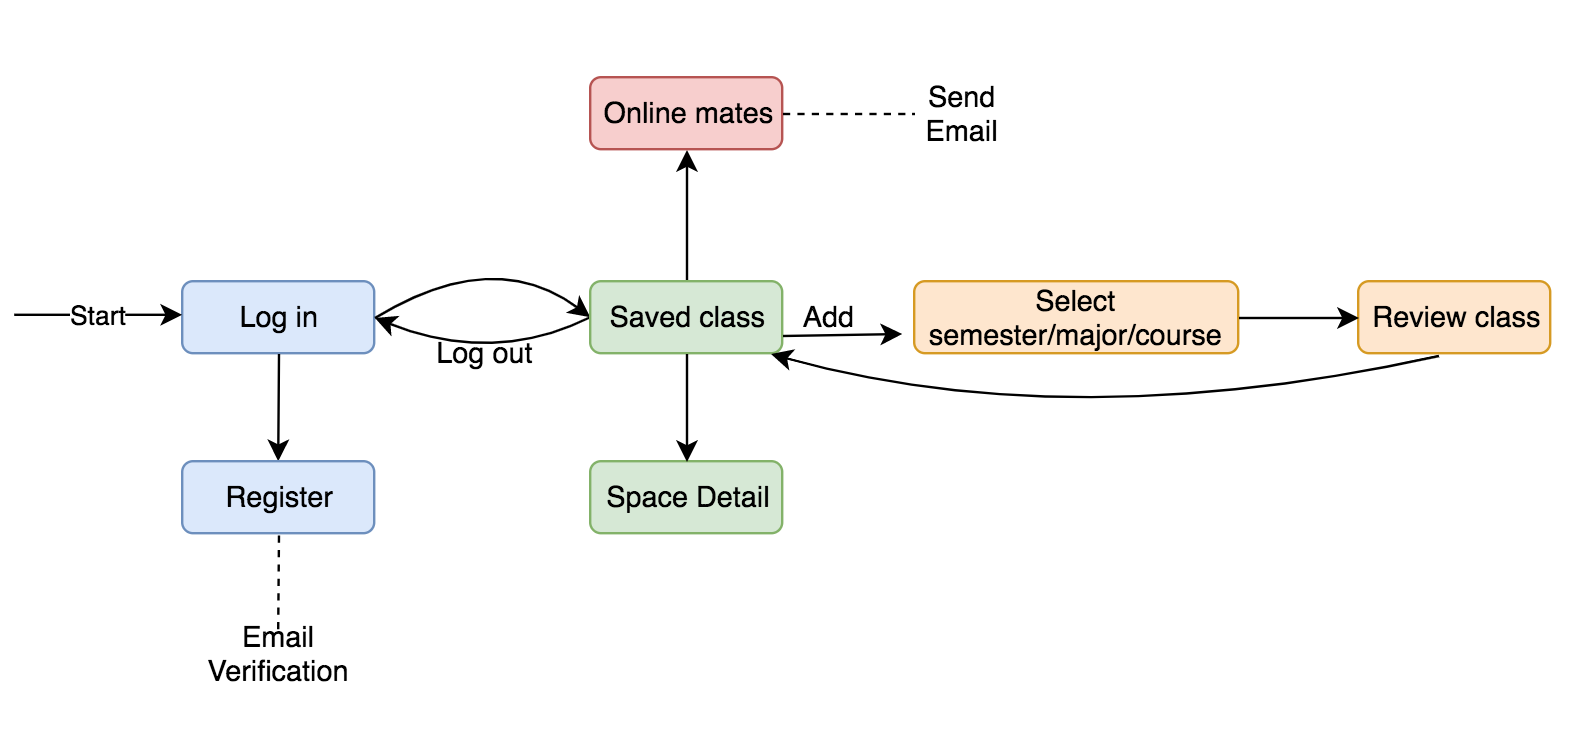 Online mates
Send
Email
Start
Log in
Log out
Saved class
Add
Select
semester/major/course
Review class
Register
Space Detail
Email
Verification